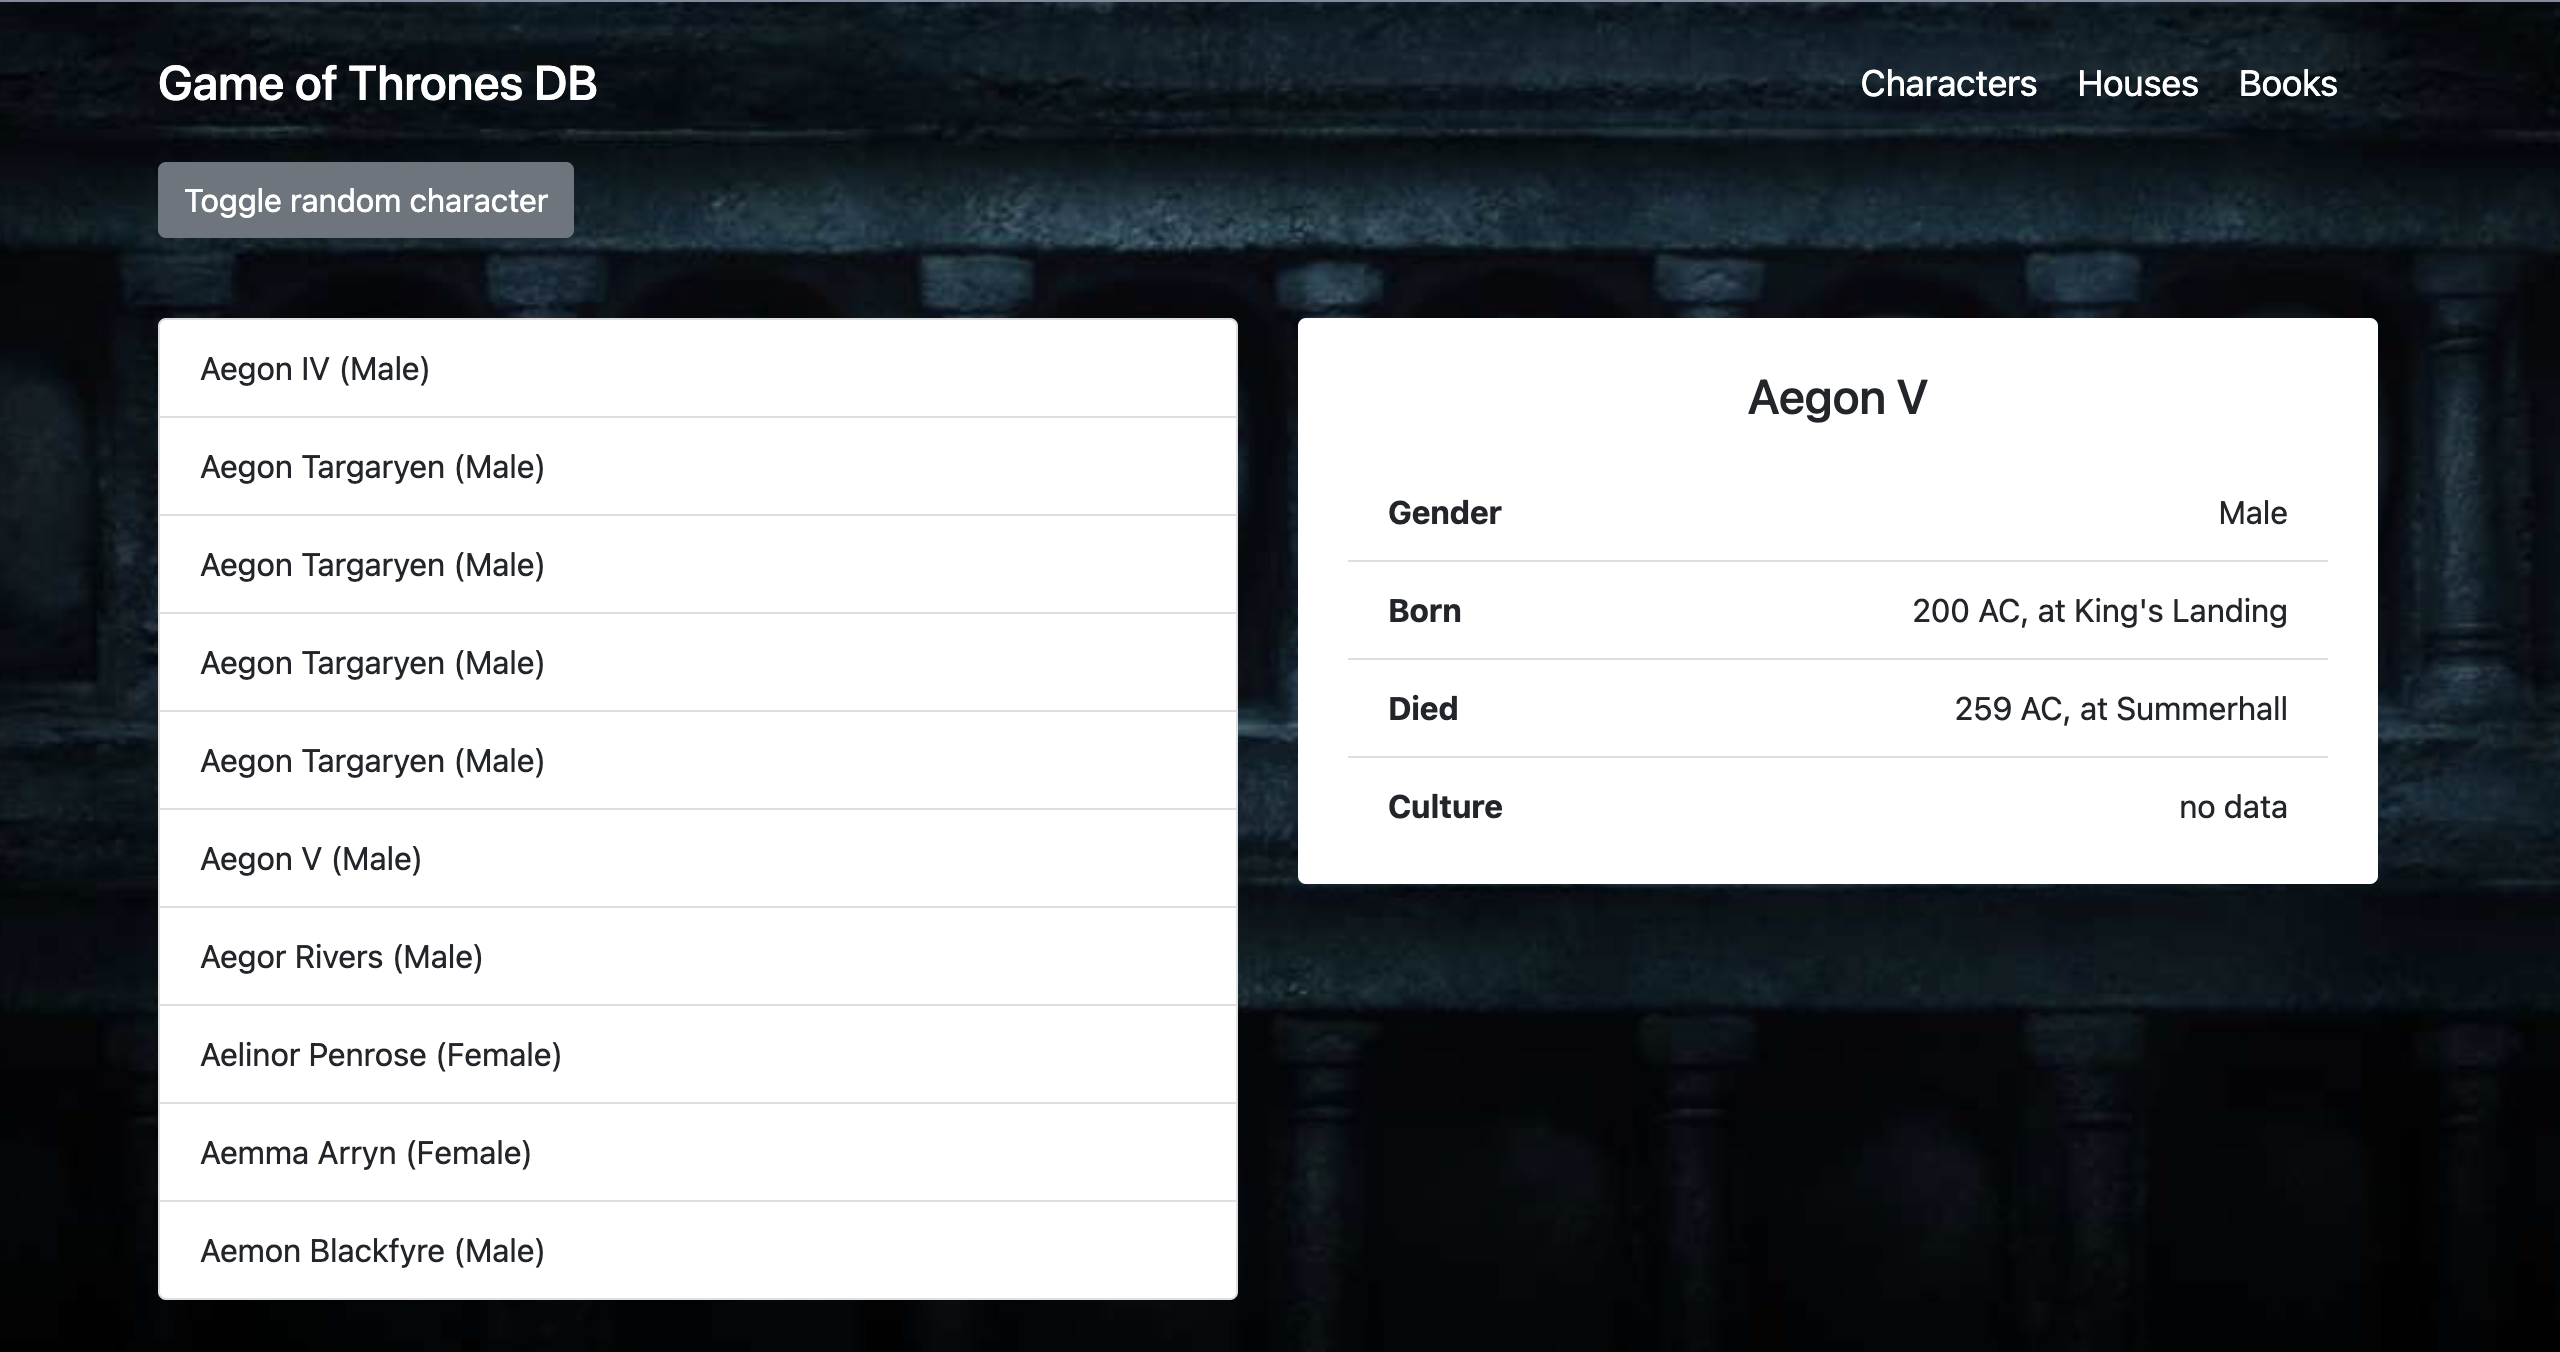 Game of Thrones DB
Characters Houses Books
Toggle random character
Aegon IV (Male)
Aegon Targaryen (Male)
Aegon Targaryen (Male)
Aegon Targaryen (Male)
Aegon Targaryen (Male)
Aegon V (Male)
Aegor Rivers (Male)
Aelinor Penrose (Female)
Aemma Arryn (Female)
Aemon Blackfyre (Male)
Aegon V
Gender Male
Born 200 AC, at King's Landing
Died 259 AC, at Summerhall
Culture no data